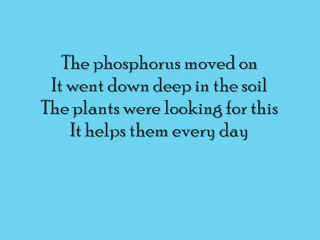 The phosphorus moved on
It went down deep in the soil
The plants were looking for this
It helps them every day